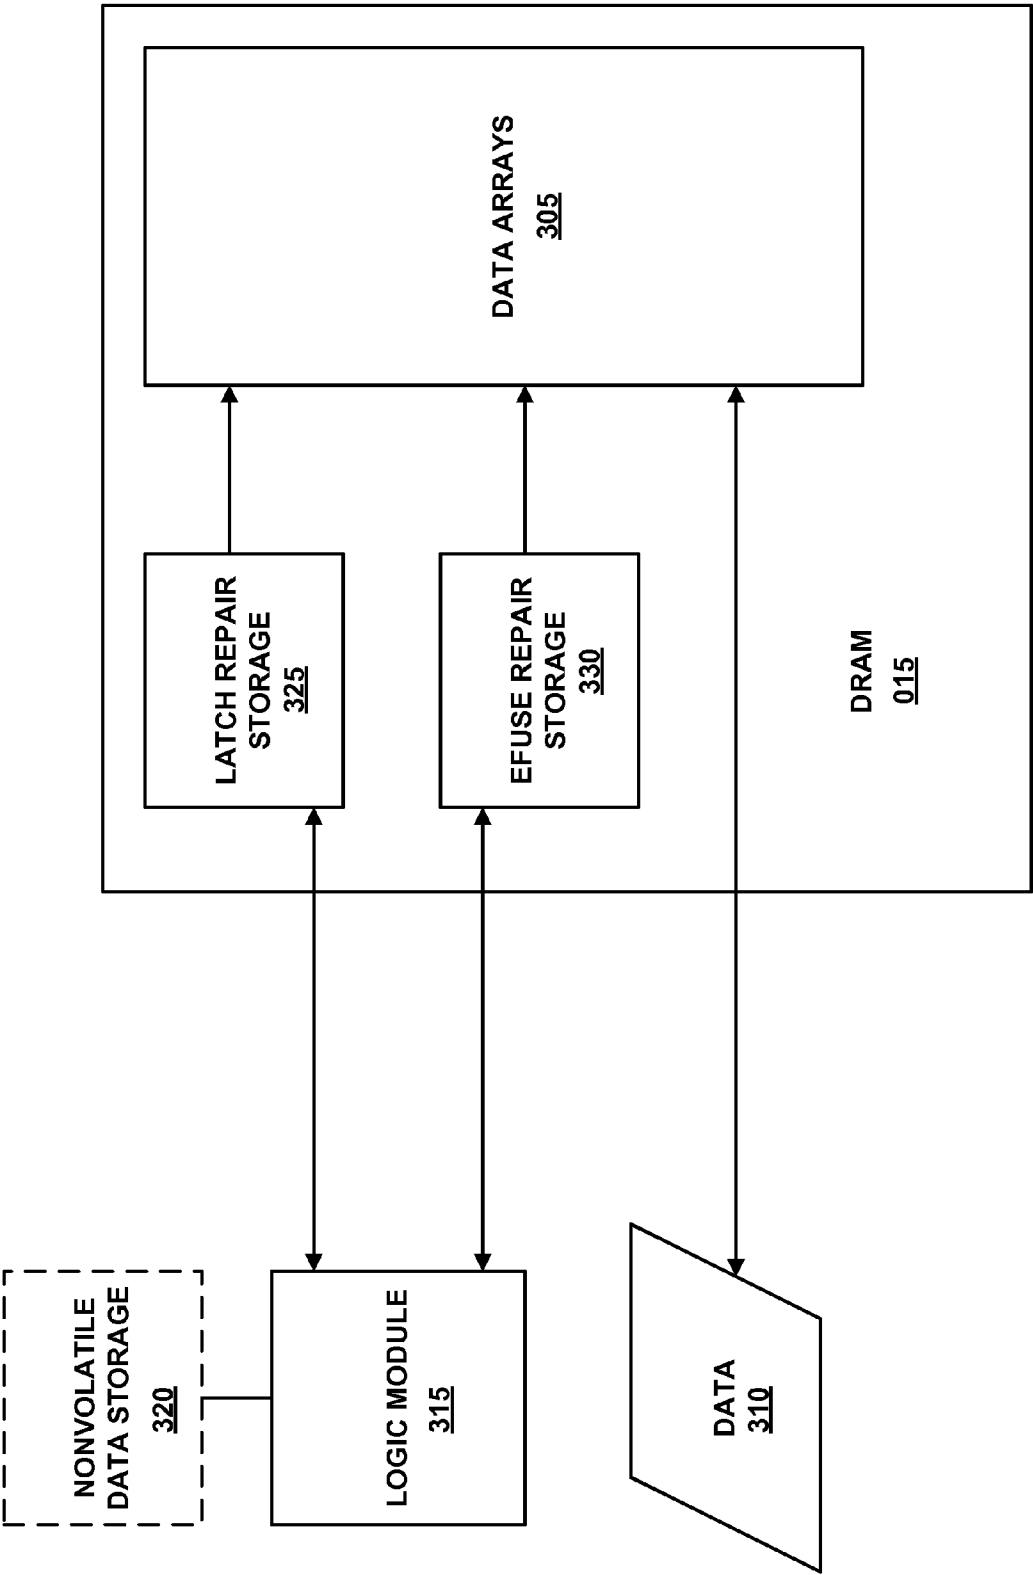 NONVOLATILE
DATA STORAGE
320
LOGIC MODULE
315
DATA
310
LATCH REPAIR
STORAGE
325
EFUSE REPAIR
STORAGE
330
DRAM
015
DATA ARRAYS
305